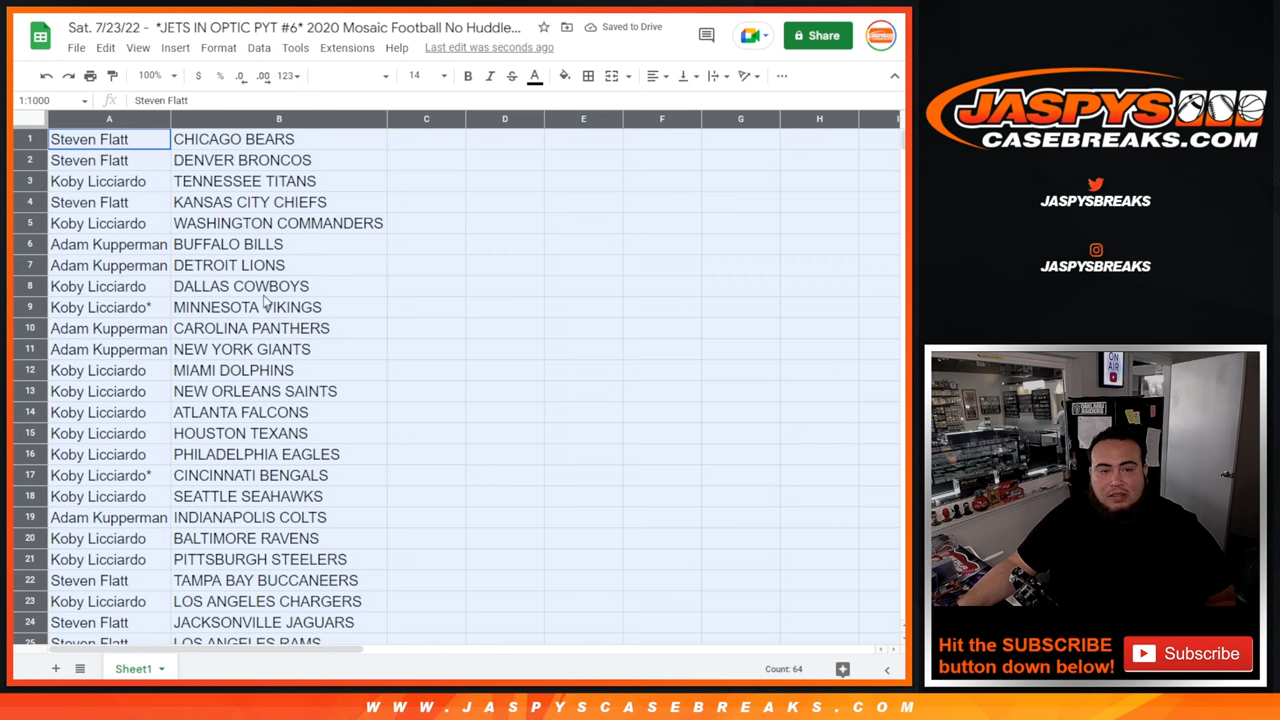 Sat. 7/23/22 - *JETS IN OPTIC PYT #6* 2020 Mosaic Football No Huddle...
Saved to Drive
Share
File Edit View Insert Format Data Tools Extensions Help Last edit was seconds ago
100% $ % .0 .00 123 14 B I S A
1:1000 fx Steven Flatt
A B C D E F G H I
1 Steven Flatt CHICAGO BEARS
2 Steven Flatt DENVER BRONCOS
3 Koby Licciardo TENNESSEE TITANS
4 Steven Flatt KANSAS CITY CHIEFS
5 Koby Licciardo WASHINGTON COMMANDERS
6 Adam Kupperman BUFFALO BILLS
7 Adam Kupperman DETROIT LIONS
8 Koby Licciardo DALLAS COWBOYS
9 Koby Licciardo* MINNESOTA VIKINGS
10 Adam Kupperman CAROLINA PANTHERS
11 Adam Kupperman NEW YORK GIANTS
12 Koby Licciardo MIAMI DOLPHINS
13 Koby Licciardo NEW ORLEANS SAINTS
14 Koby Licciardo ATLANTA FALCONS
15 Koby Licciardo HOUSTON TEXANS
16 Koby Licciardo PHILADELPHIA EAGLES
17 Koby Licciardo* CINCINNATI BENGALS
18 Koby Licciardo SEATTLE SEAHAWKS
19 Adam Kupperman INDIANAPOLIS COLTS
20 Koby Licciardo BALTIMORE RAVENS
21 Koby Licciardo PITTSBURGH STEELERS
22 Steven Flatt TAMPA BAY BUCCANEERS
23 Koby Licciardo LOS ANGELES CHARGERS
24 Steven Flatt JACKSONVILLE JAGUARS
25 Steven Flatt LOS ANGELES RAMS
Sheet1
Count: 64
JASPYS
CASEBREAKS.COM
JASPYSBREAKS
JASPYSBREAKS
ON AIR
Hit the SUBSCRIBE
button down below!
Subscribe
WWW.JASPYSCASEBREAKS.COM